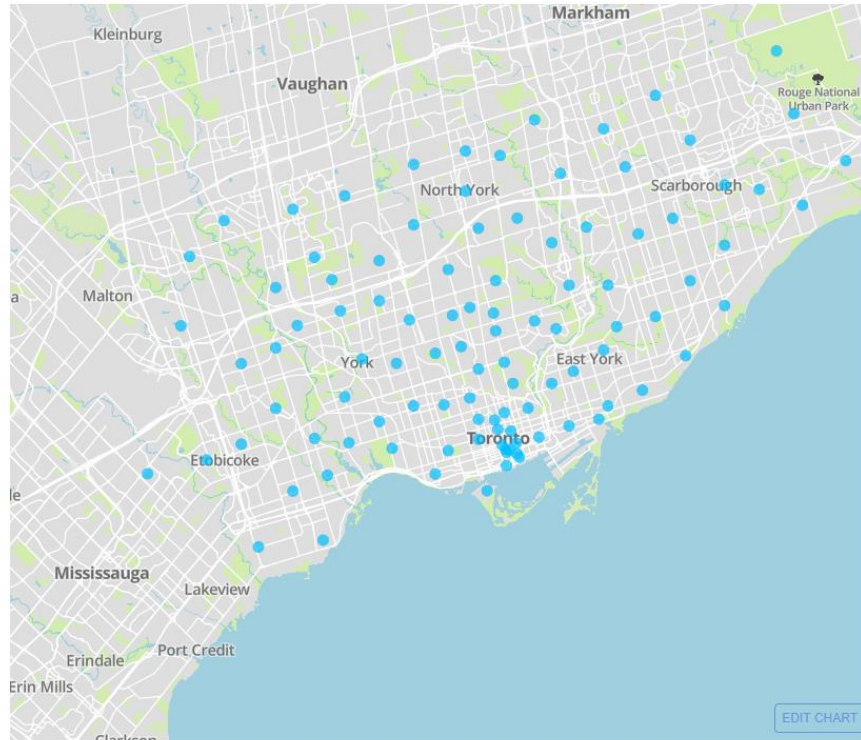 Markham
Kleinburg
Vaughan
Rouge National
Urban Park
North York
Scarborough
Malton
York
East York
Toronto
Etobicoke
Mississauga
Lakeview
Port Credit
Erindale
Erin Mills
EDIT CHART
Clarkson